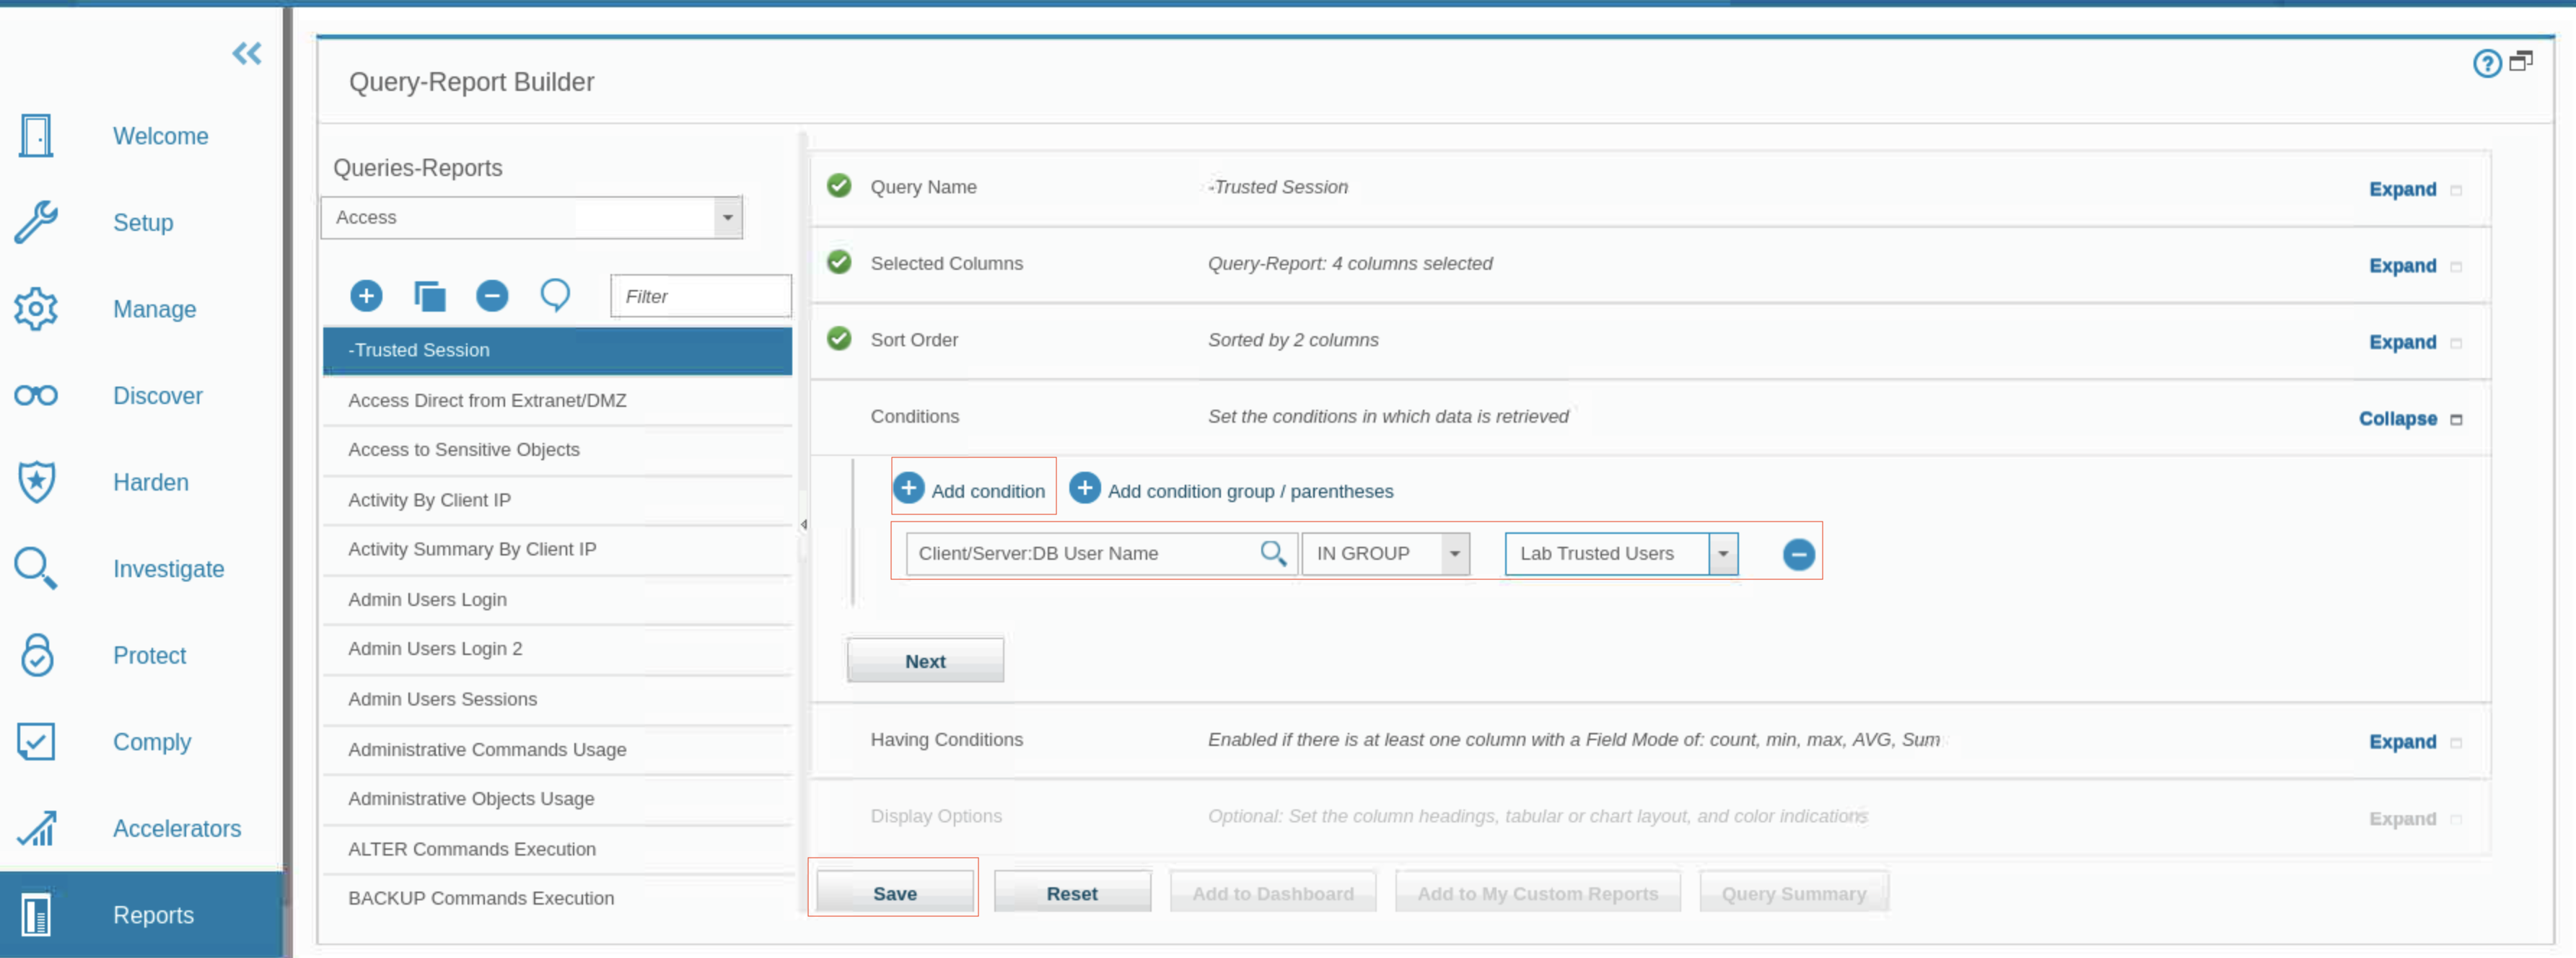 Query-Report Builder
Welcome
Setup
Manage
Discover
Harden
Investigate
Protect
Comply
Accelerators
Reports
Queries-Reports
Access
Filter
-Trusted Session
Access Direct from Extranet/DMZ
Access to Sensitive Objects
Activity By Client IP
Activity Summary By Client IP
Admin Users Login
Admin Users Login 2
Admin Users Sessions
Administrative Commands Usage
Administrative Objects Usage
ALTER Commands Execution
BACKUP Commands Execution
Query Name -Trusted Session Expand
Selected Columns Query-Report: 4 columns selected Expand
Sort Order Sorted by 2 columns Expand
Conditions Set the conditions in which data is retrieved Collapse
Add condition Add condition group / parentheses
Client/Server:DB User Name IN GROUP Lab Trusted Users
Next
Having Conditions Enabled if there is at least one column with a Field Mode of: count, min, max, AVG, Sum Expand
Display Options Optional: Set the column headings, tabular or chart layout, and color indications Expand
Save Reset Add to Dashboard Add to My Custom Reports Query Summary